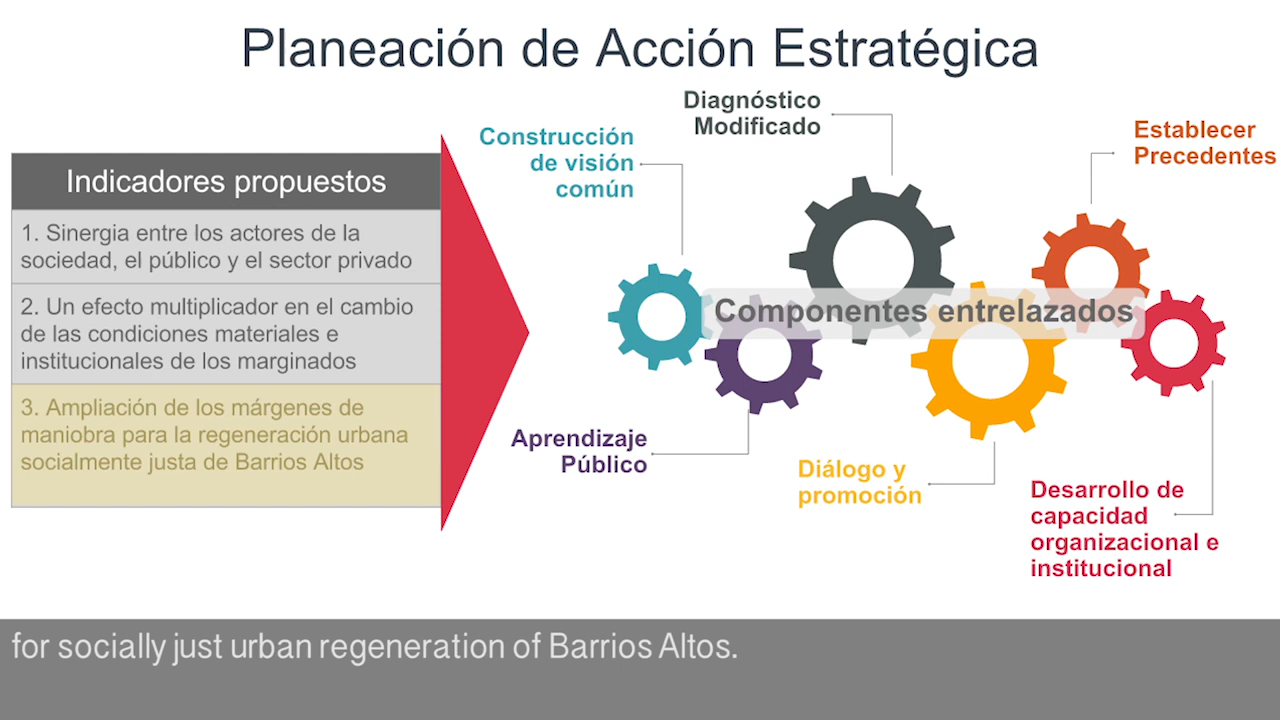 Planeación de Acción Estratégica
Indicadores propuestos
1. Sinergia entre los actores de la
sociedad, el público y el sector privado
2. Un efecto multiplicador en el cambio
de las condiciones materiales e
institucionales de los marginados
3. Ampliación de los márgenes de
maniobra para la regeneración urbana
socialmente justa de Barrios Altos
Construcción
de visión
común
Diagnóstico
Modificado
Establecer
Precedentes
Componentes entrelazados
Aprendizaje
Público
Diálogo y
promoción
Desarrollo de
capacidad
organizacional e
institucional
for socially just urban regeneration of Barrios Altos.